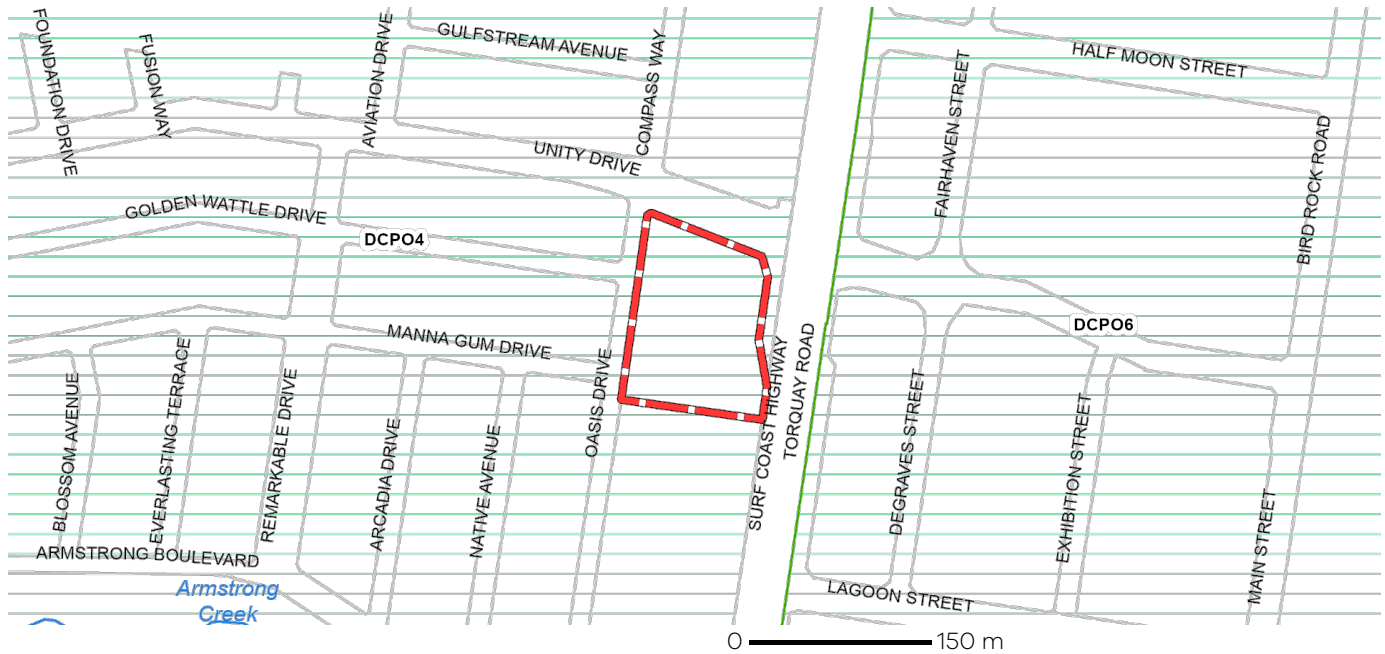 FOUNDATION DRIVE
FUSION WAY
AVIATION DRIVE
GULFSTREAM AVENUE
COMPASS WAY
HALF MOON STREET
FAIRHAVEN STREET
BIRD ROCK ROAD
UNITY DRIVE
GOLDEN WATTLE DRIVE
DCPO4
MANNA GUM DRIVE
DCPO6
BLOSSOM AVENUE
EVERLASTING TERRACE
REMARKABLE DRIVE
ARCADIA DRIVE
NATIVE AVENUE
OASIS DRIVE
SURF COAST HIGHWAY
TORQUAY ROAD
DEGRAVES STREET
EXHIBITION STREET
MAIN STREET
ARMSTRONG BOULEVARD
Armstrong
Creek
LAGOON STREET
0 150 m